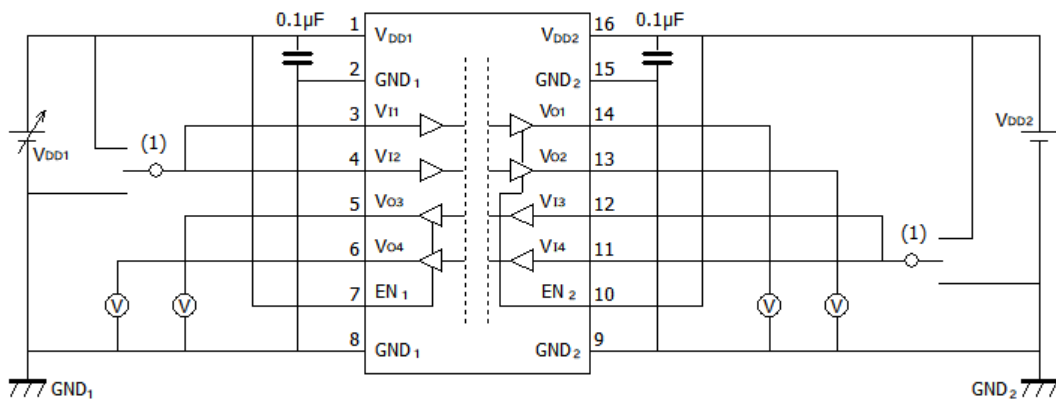 0.1μF 1 VDD1 VDD2 16 0.1μF
2 GND1 GND2 15
3 VI1 VO1 14
(1) VDD1 4 VI2 VO2 13 VDD2
5 VO3 VI3 12
6 VO4 VI4 11 (1)
V V 7 EN1 EN2 10 V V
8 GND1 GND2 9
GND1 GND2